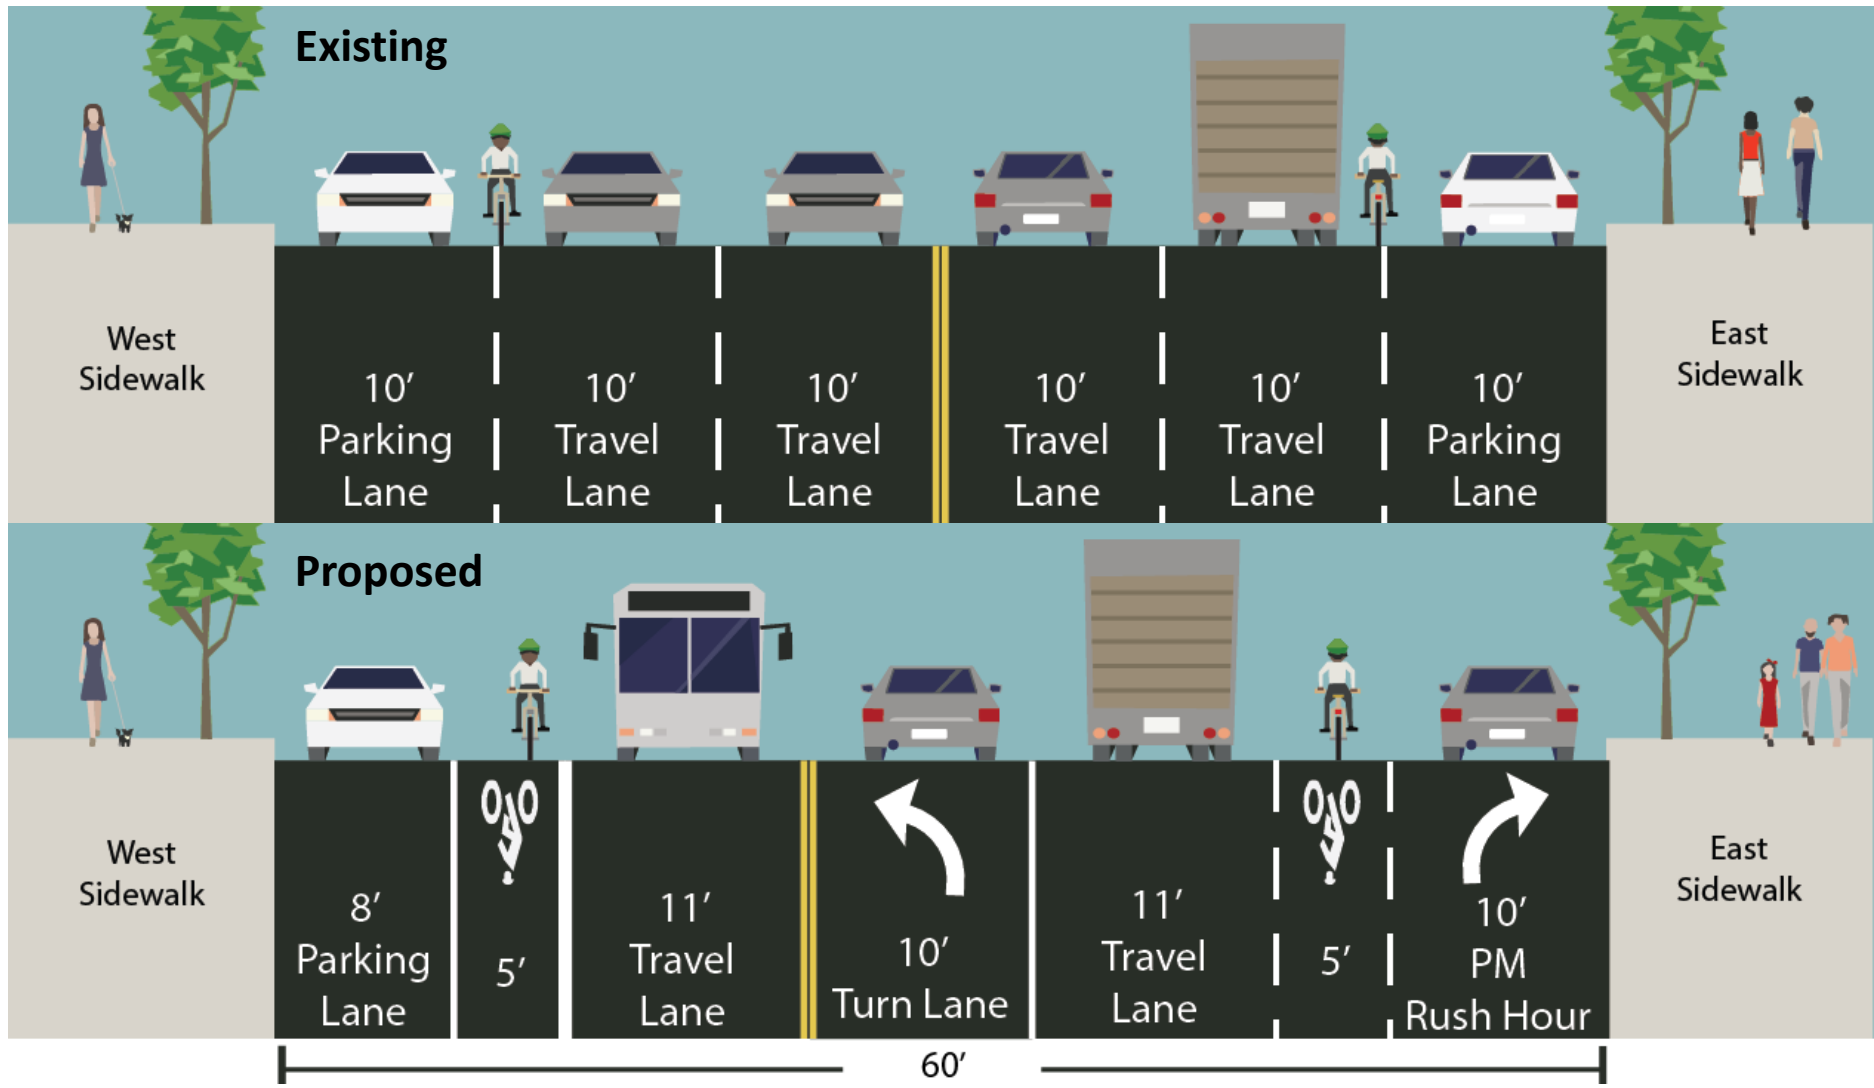 Existing
West
Sidewalk
10’
Parking
Lane
10’
Travel
Lane
10’
Travel
Lane
10’
Travel
Lane
10’
Travel
Lane
10’
Parking
Lane
East
Sidewalk
Proposed
West
Sidewalk
8’
Parking
Lane
5’
11’
Travel
Lane
10’
Turn Lane
11’
Travel
Lane
5’
10’
PM
Rush Hour
East
Sidewalk
60’